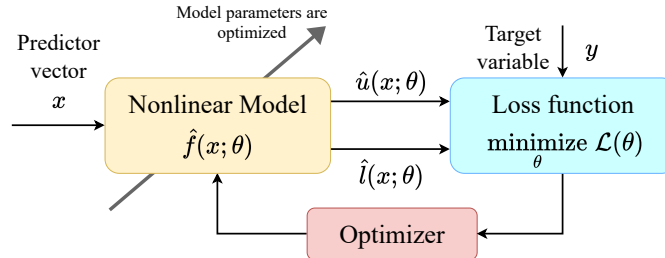 Model parameters are
optimized
Predictor
vector
x
Target
variable
y
Nonlinear Model
f̂(x; θ)
û(x; θ)
l̂(x; θ)
Loss function
minimize ℒ(θ)
θ
Optimizer